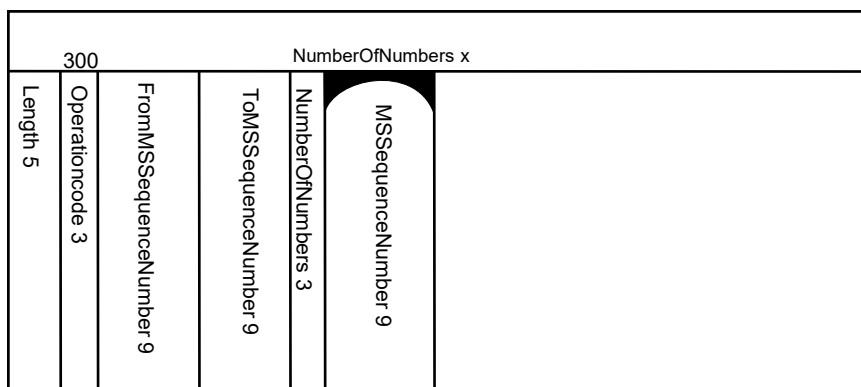 300
NumberOfNumbers x
Length 5
Operationcode 3
FromMSSequenceNumber 9
ToMSSequenceNumber 9
NumberOfNumbers 3
MSSequenceNumber 9